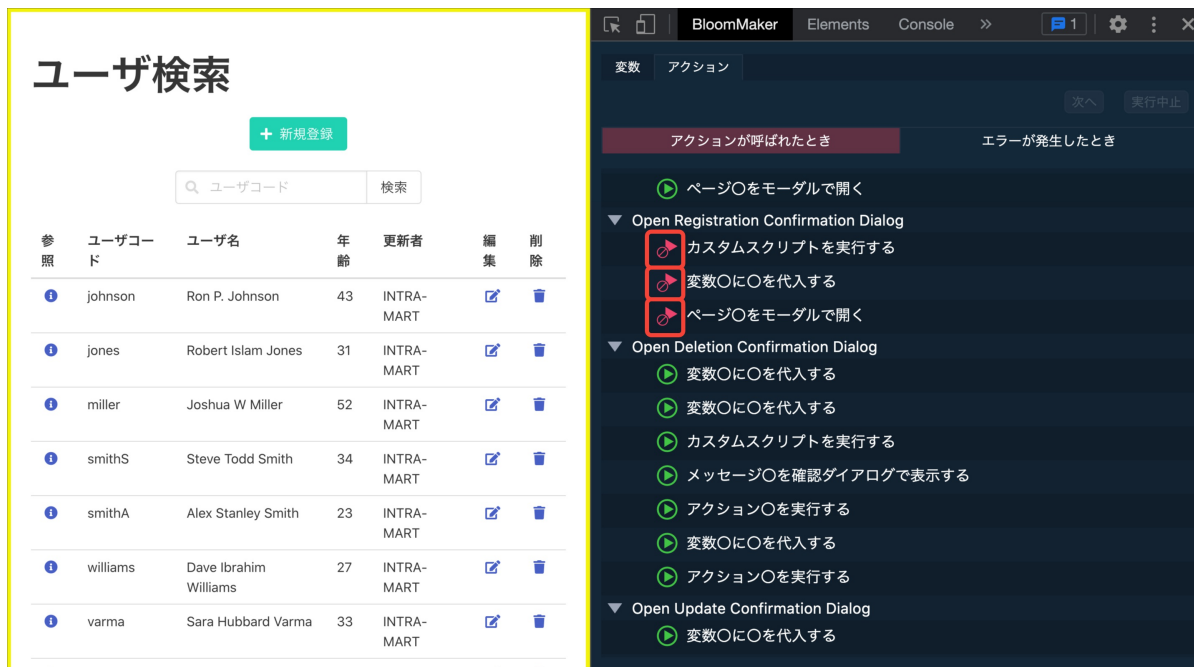 ユーザ検索
新規登録
ユーザコード 検索
参照 ユーザコード ユーザ名 年齢 更新者 編集 削除
johnson Ron P. Johnson 43 INTRA-MART
jones Robert Islam Jones 31 INTRA-MART
miller Joshua W Miller 52 INTRA-MART
smithS Steve Todd Smith 34 INTRA-MART
smithA Alex Stanley Smith 23 INTRA-MART
williams Dave Ibrahim Williams 27 INTRA-MART
varma Sara Hubbard Varma 33 INTRA-MART
BloomMaker Elements Console » 1
変数 アクション
次へ 実行中止
アクションが呼ばれたとき エラーが発生したとき
ページ〇をモーダルで開く
Open Registration Confirmation Dialog
カスタムスクリプトを実行する
変数〇に〇を代入する
ページ〇をモーダルで開く
Open Deletion Confirmation Dialog
変数〇に〇を代入する
変数〇に〇を代入する
カスタムスクリプトを実行する
メッセージ〇を確認ダイアログで表示する
アクション〇を実行する
変数〇に〇を代入する
アクション〇を実行する
Open Update Confirmation Dialog
変数〇に〇を代入する